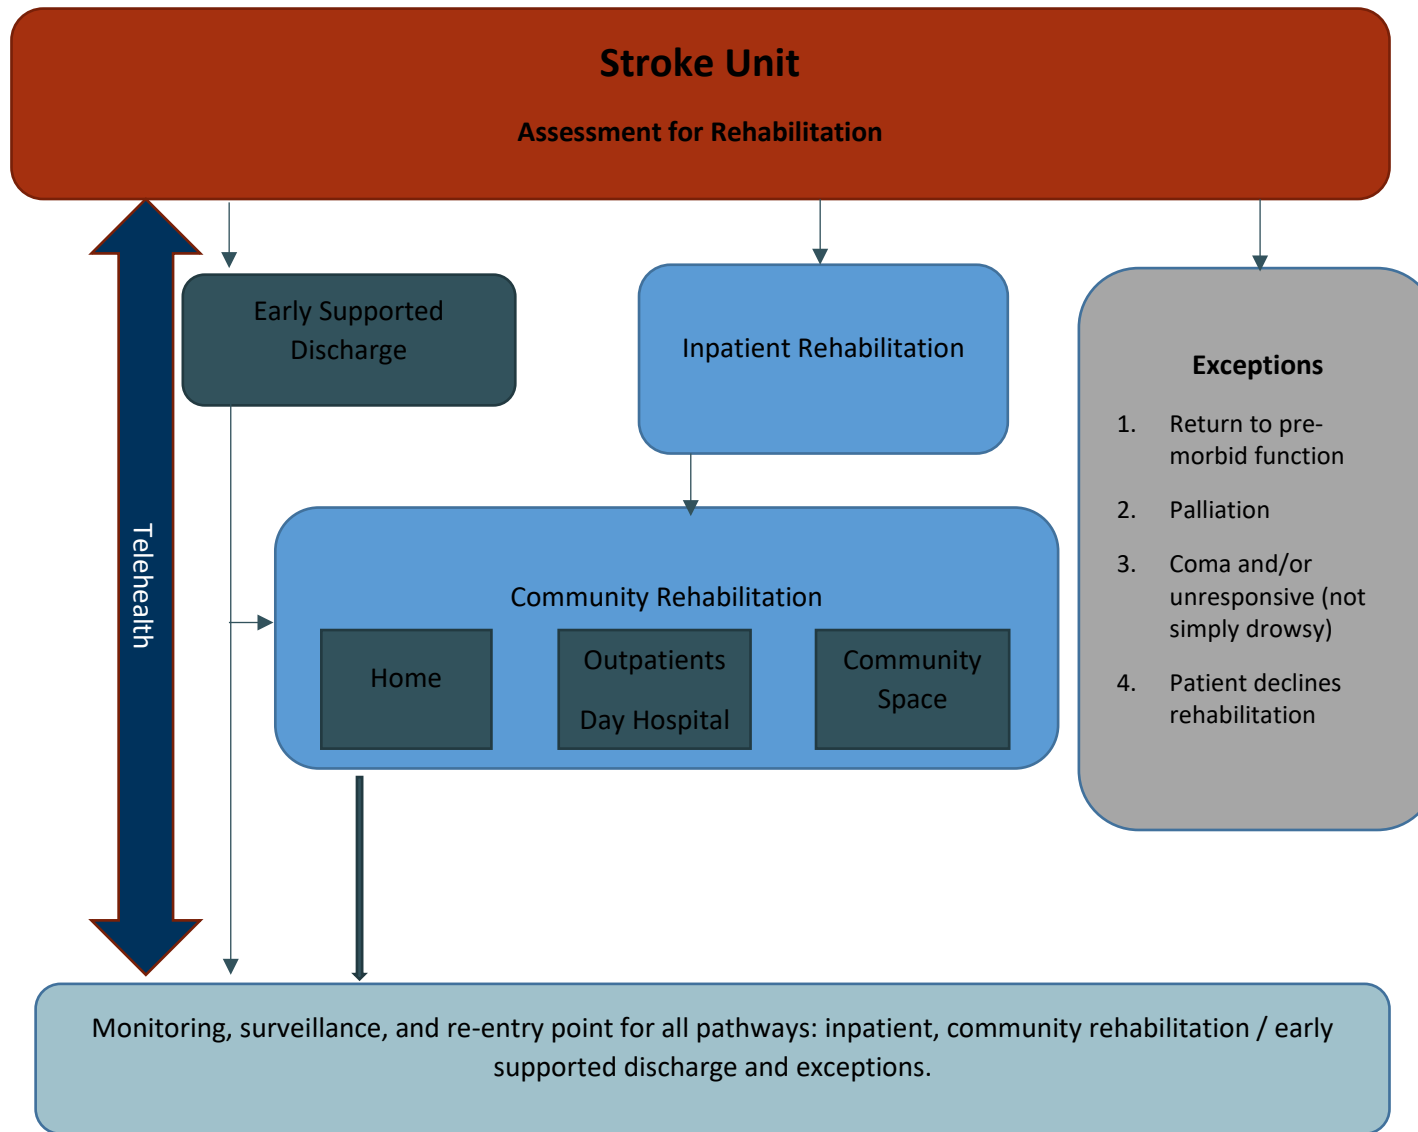 Stroke Unit
Assessment for Rehabilitation
Telehealth
Early Supported
Discharge
Inpatient Rehabilitation
Exceptions
1. Return to pre-
morbid function
2. Palliation
3. Coma and/or
unresponsive (not
simply drowsy)
4. Patient declines
rehabilitation
Community Rehabilitation
Home
Outpatients
Day Hospital
Community
Space
Monitoring, surveillance, and re-entry point for all pathways: inpatient, community rehabilitation / early
supported discharge and exceptions.